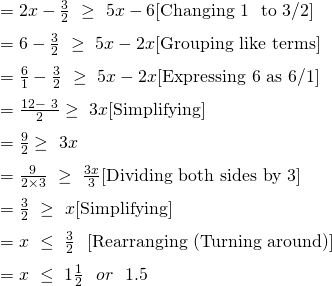 = 2x − 3/2 ≥ 5x − 6[Changing 1 to 3/2]
= 6 − 3/2 ≥ 5x − 2x[Grouping like terms]
= 6/1 − 3/2 ≥ 5x − 2x[Expressing 6 as 6/1]
= 12− 3/2 ≥ 3x[Simplifying]
= 9/2 ≥ 3x
= 9/2×3 ≥ 3x/3[Dividing both sides by 3]
= 3/2 ≥ x[Simplifying]
= x ≤ 3/2 [Rearranging (Turning around)]
= x ≤ 1 1/2 or 1.5